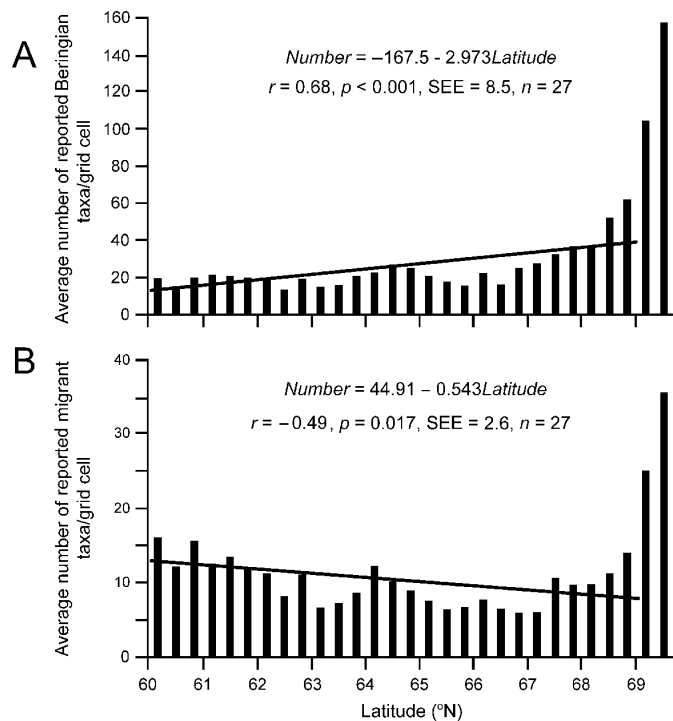 A
Average number of reported Beringian
taxa/grid cell
160
140
120
100
80
60
40
20
0
Number = –167.5 - 2.973Latitude
r = 0.68, p < 0.001, SEE = 8.5, n = 27
B
Average number of reported migrant
taxa/grid cell
40
30
20
10
0
Number = 44.91 – 0.543Latitude
r = –0.49, p = 0.017, SEE = 2.6, n = 27
60 61 62 63 64 65 66 67 68 69
Latitude (°N)